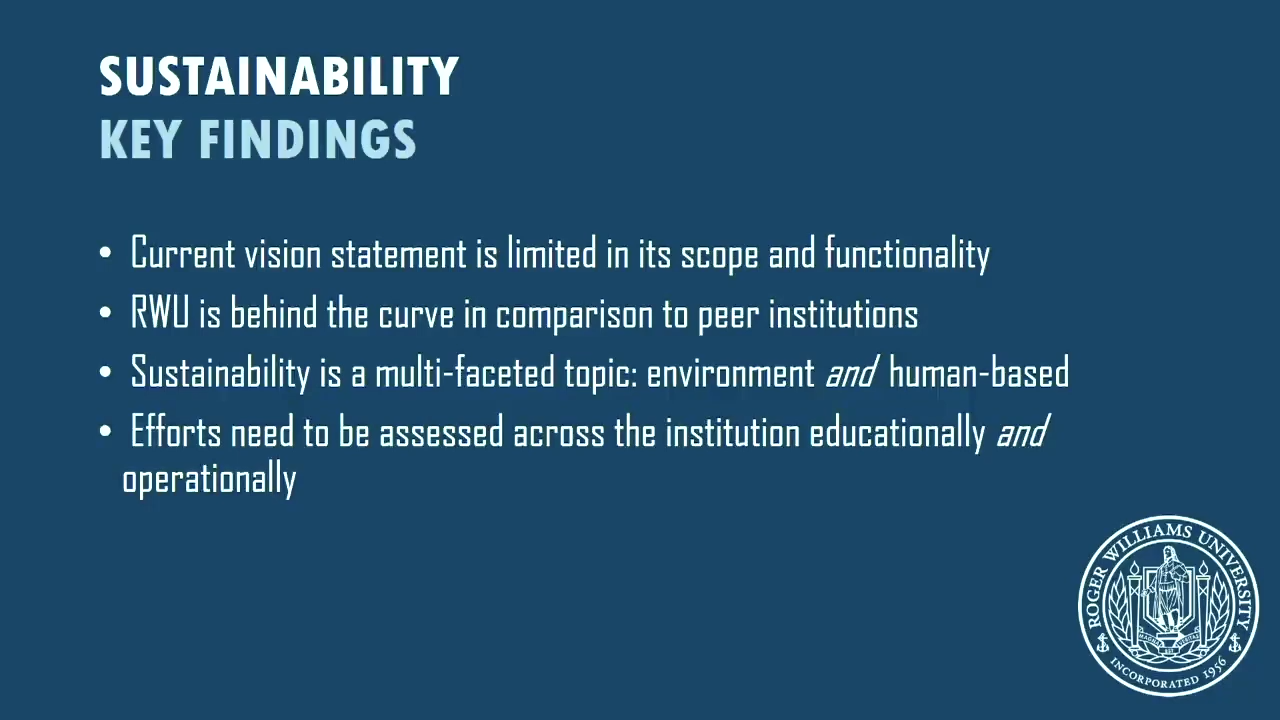 SUSTAINABILITY
KEY FINDINGS
• Current vision statement is limited in its scope and functionality
• RWU is behind the curve in comparison to peer institutions
• Sustainability is a multi-faceted topic: environment and human-based
• Efforts need to be assessed across the institution educationally and
operationally
ROGER WILLIAMS UNIVERSITY
INCORPORATED 1956